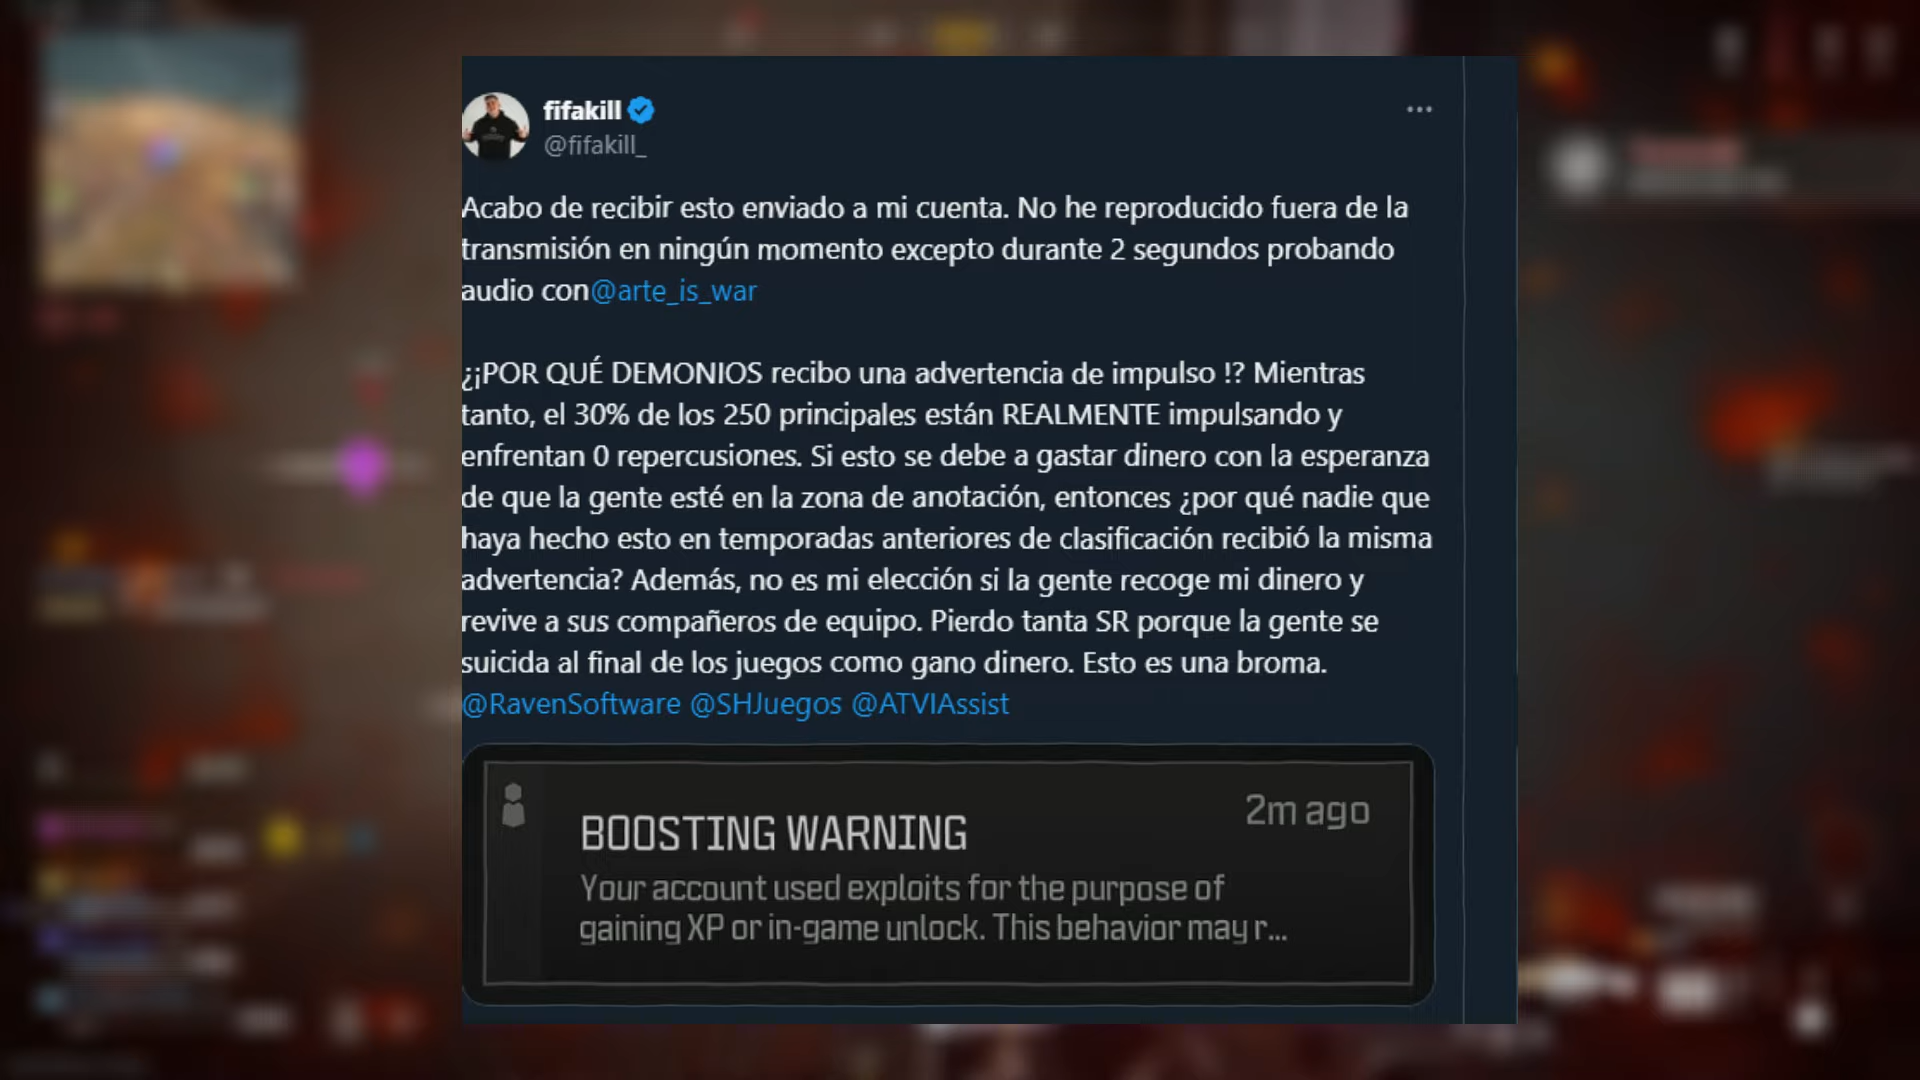 fifakill
@fifakill_
Acabo de recibir esto enviado a mi cuenta. No he reproducido fuera de la
transmisión en ningún momento excepto durante 2 segundos probando
audio con@arte_is_war
¿¡POR QUÉ DEMONIOS recibo una advertencia de impulso !? Mientras
tanto, el 30% de los 250 principales están REALMENTE impulsando y
enfrentan 0 repercusiones. Si esto se debe a gastar dinero con la esperanza
de que la gente esté en la zona de anotación, entonces ¿por qué nadie que
haya hecho esto en temporadas anteriores de clasificación recibió la misma
advertencia? Además, no es mi elección si la gente recoge mi dinero y
revive a sus compañeros de equipo. Pierdo tanta SR porque la gente se
suicida al final de los juegos como gano dinero. Esto es una broma.
@RavenSoftware @SHJuegos @ATVIAssist
BOOSTING WARNING
2m ago
Your account used exploits for the purpose of
gaining XP or in-game unlock. This behavior may r...